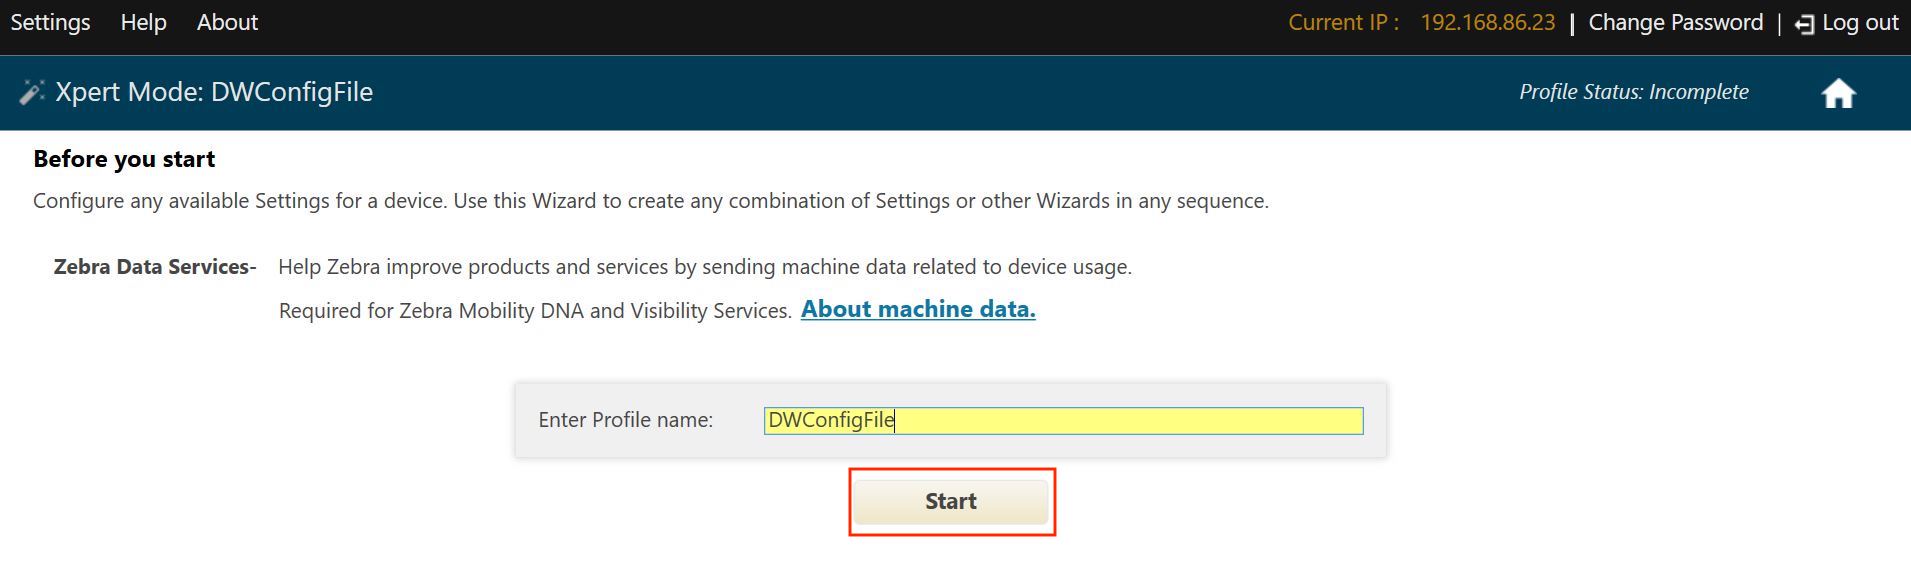 Settings Help About Current IP : 192.168.86.23 | Change Password | Log out
Xpert Mode: DWConfigFile Profile Status: Incomplete
Before you start
Configure any available Settings for a device. Use this Wizard to create any combination of Settings or other Wizards in any sequence.
Zebra Data Services- Help Zebra improve products and services by sending machine data related to device usage.
Required for Zebra Mobility DNA and Visibility Services. About machine data.
Enter Profile name: DWConfigFile
Start